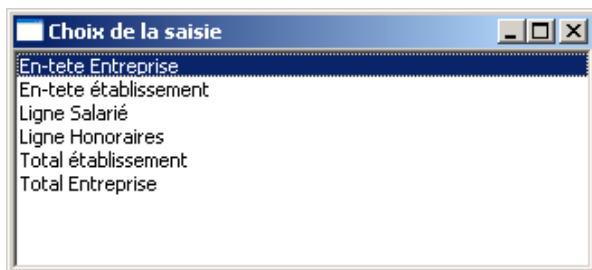 Choix de la saisie
En-tete Entreprise
En-tete établissement
Ligne Salarié
Ligne Honoraires
Total établissement
Total Entreprise